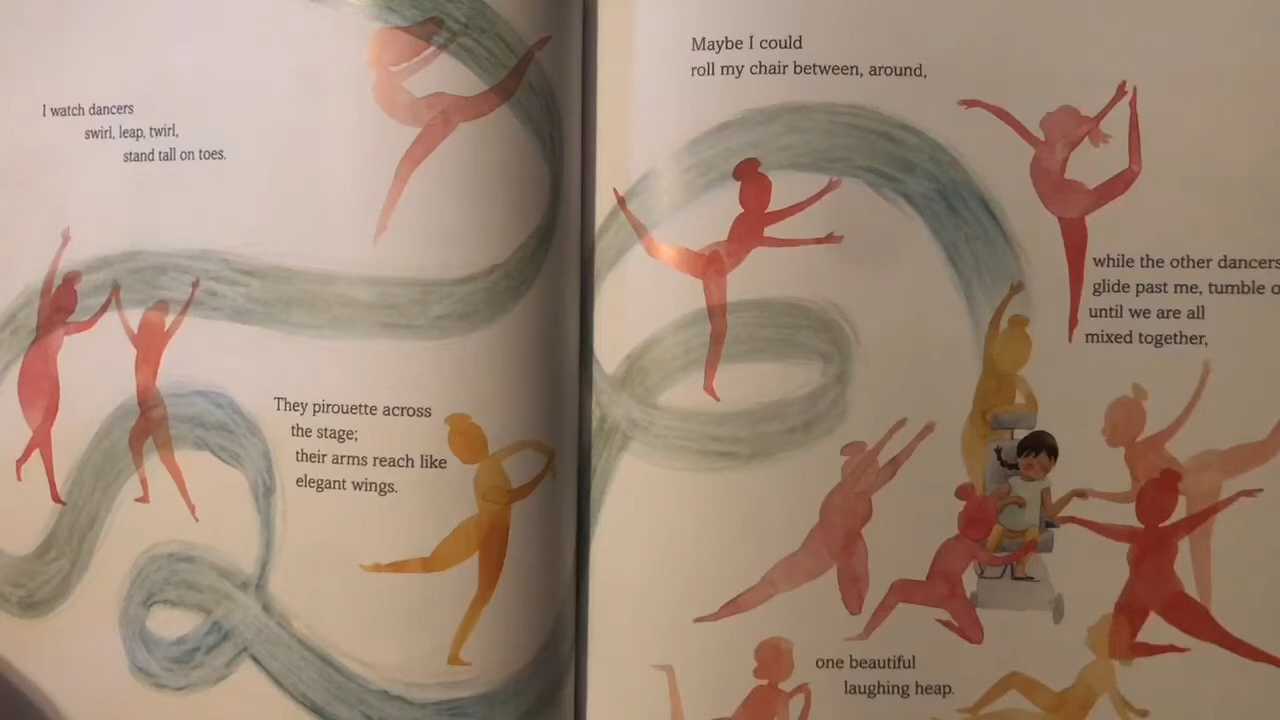 I watch dancers
swirl, leap, twirl,
stand tall on toes.
They pirouette across
the stage;
their arms reach like
elegant wings.
Maybe I could
roll my chair between, around,
while the other dancers
glide past me, tumble
until we are all
mixed together,
one beautiful
laughing heap.